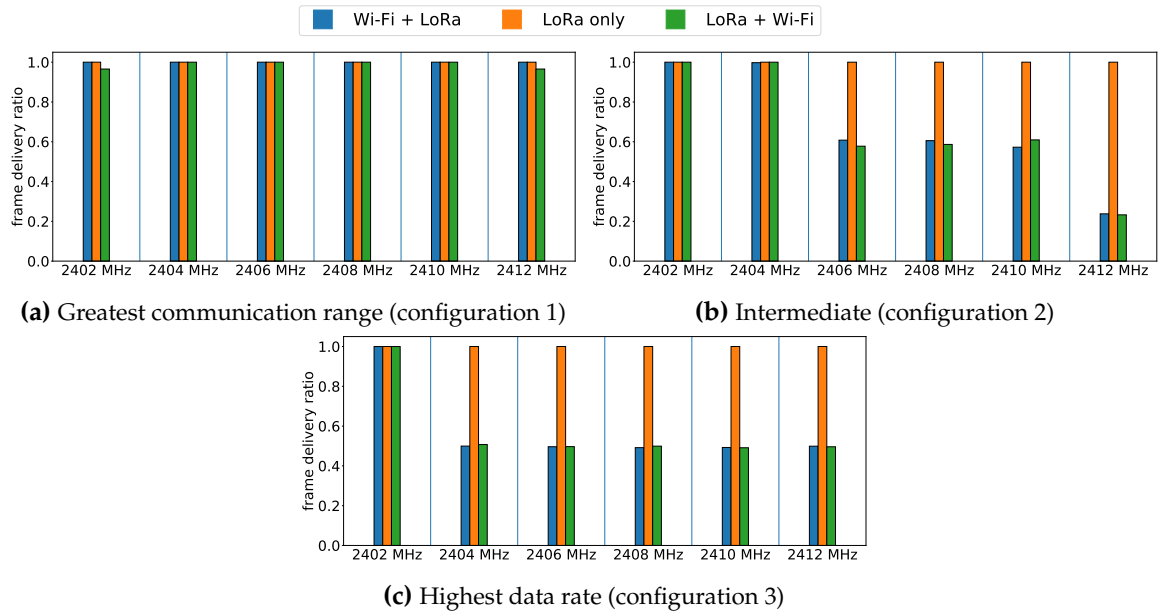 Wi-Fi + LoRa LoRa only LoRa + Wi-Fi
frame delivery ratio
1.0
0.8
0.6
0.4
0.2
0.0
2402 MHz 2404 MHz 2406 MHz 2408 MHz 2410 MHz 2412 MHz
(a) Greatest communication range (configuration 1)
frame delivery ratio
1.0
0.8
0.6
0.4
0.2
0.0
2402 MHz 2404 MHz 2406 MHz 2408 MHz 2410 MHz 2412 MHz
(b) Intermediate (configuration 2)
frame delivery ratio
1.0
0.8
0.6
0.4
0.2
0.0
2402 MHz 2404 MHz 2406 MHz 2408 MHz 2410 MHz 2412 MHz
(c) Highest data rate (configuration 3)